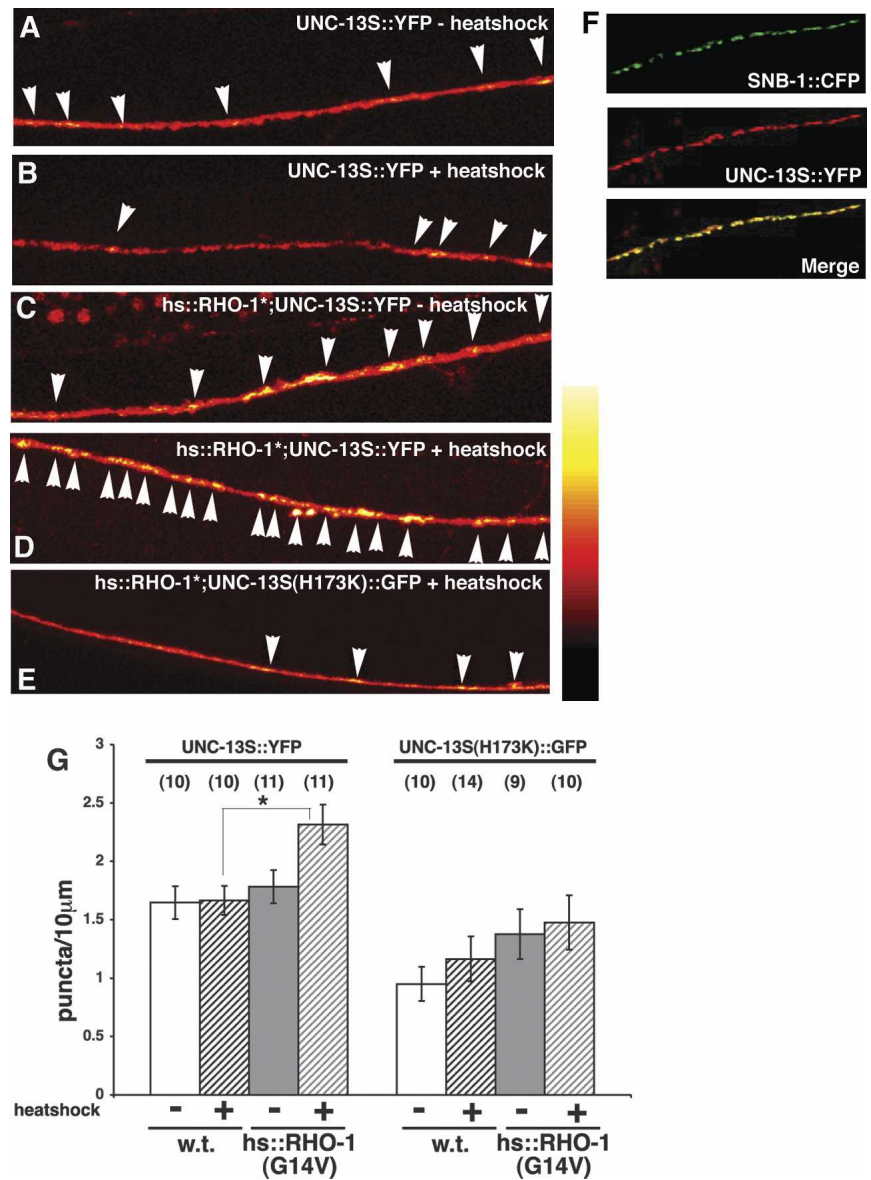 A
UNC-13S::YFP - heatshock
B
UNC-13S::YFP + heatshock
C
hs::RHO-1*;UNC-13S::YFP - heatshock
hs::RHO-1*;UNC-13S::YFP + heatshock
D
hs::RHO-1*;UNC-13S(H173K)::GFP + heatshock
E
F
SNB-1::CFP
UNC-13S::YFP
Merge
G
UNC-13S::YFP
UNC-13S(H173K)::GFP
(10) (10) (11) (11)
(10) (14) (9) (10)
*
3
2.5
2
1.5
1
0.5
0
puncta/10μm
heatshock - + - + - + - +
w.t. hs::RHO-1 (G14V)
w.t. hs::RHO-1 (G14V)